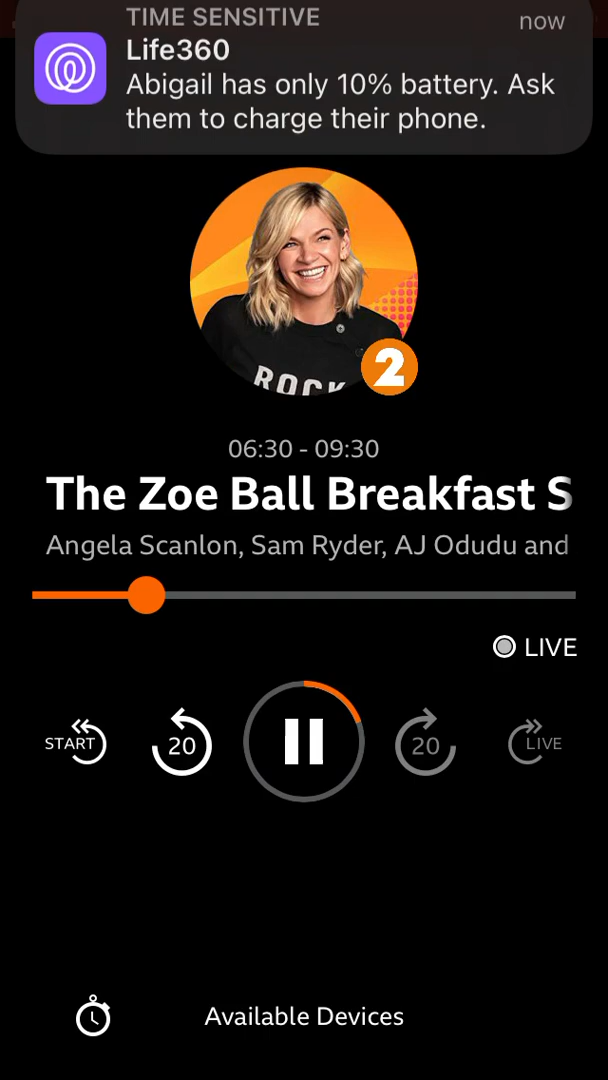 TIME SENSITIVE
now
Life360
Abigail has only 10% battery. Ask
them to charge their phone.
ROCK
2
06:30 - 09:30
The Zoe Ball Breakfast S
Angela Scanlon, Sam Ryder, AJ Odudu and
LIVE
START
20
20
LIVE
Available Devices